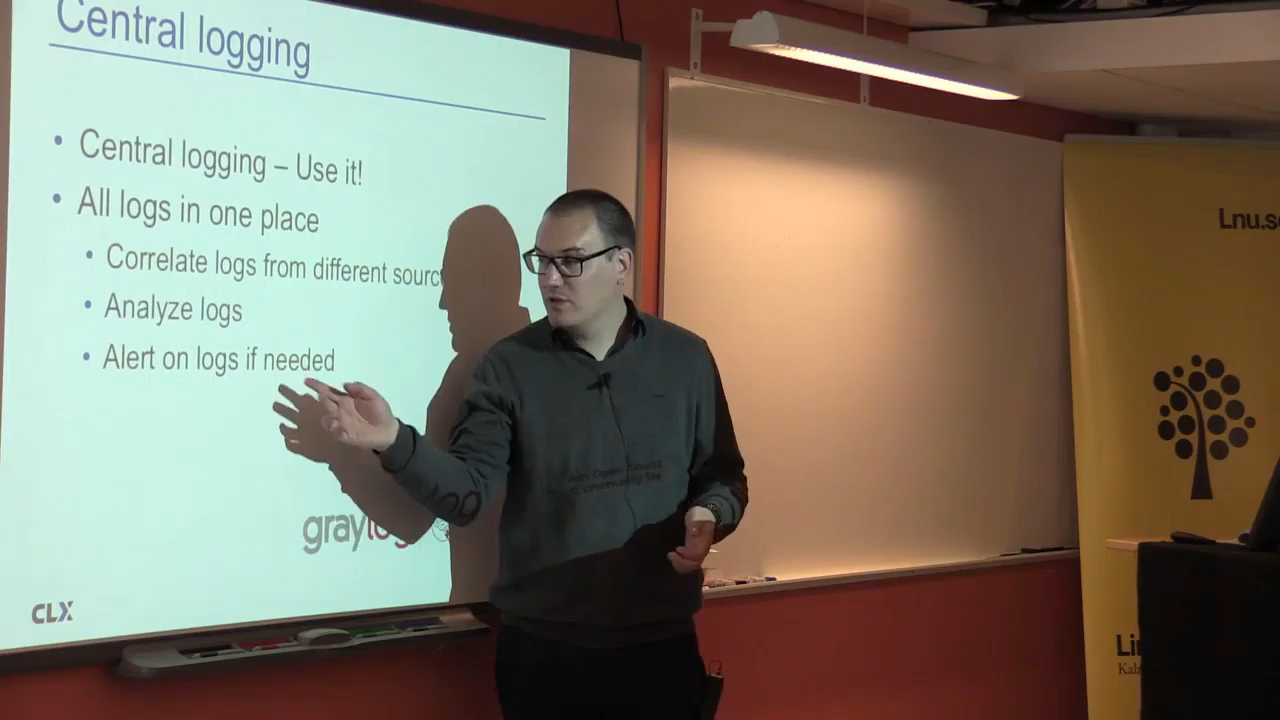 Central logging
• Central logging – Use it!
• All logs in one place
• Correlate logs from different sourc
• Analyze logs
• Alert on logs if needed
graylog
CLX
Lnu.se